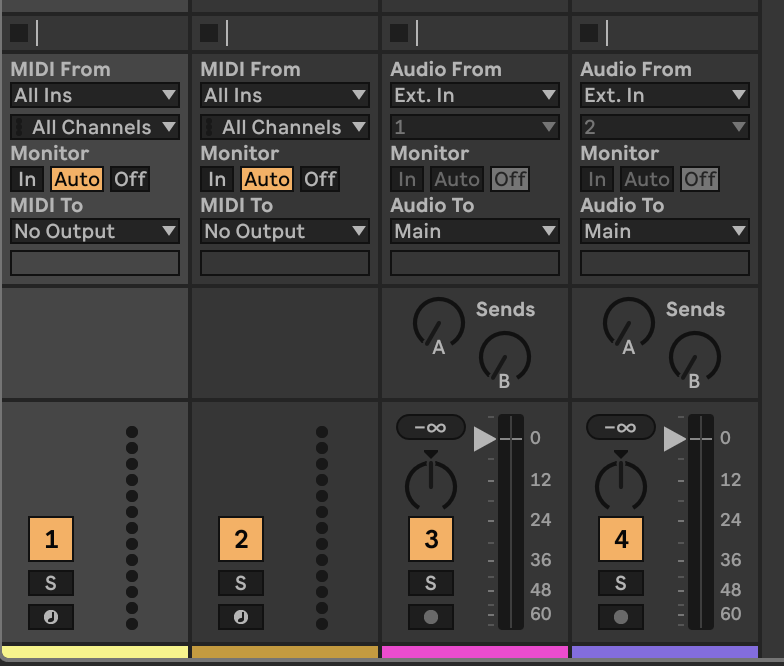 MIDI From MIDI From Audio From Audio From
All Ins All Ins Ext. In Ext. In
All Channels All Channels 1 2
Monitor Monitor Monitor Monitor
In Auto Off In Auto Off In Auto Off In Auto Off
MIDI To MIDI To Audio To Audio To
No Output No Output Main Main
Sends Sends
A A
B B
-∞ 0 -∞ 0
12 12
24 24
1 2 3 4
36 36
S S S S
48 48
60 60